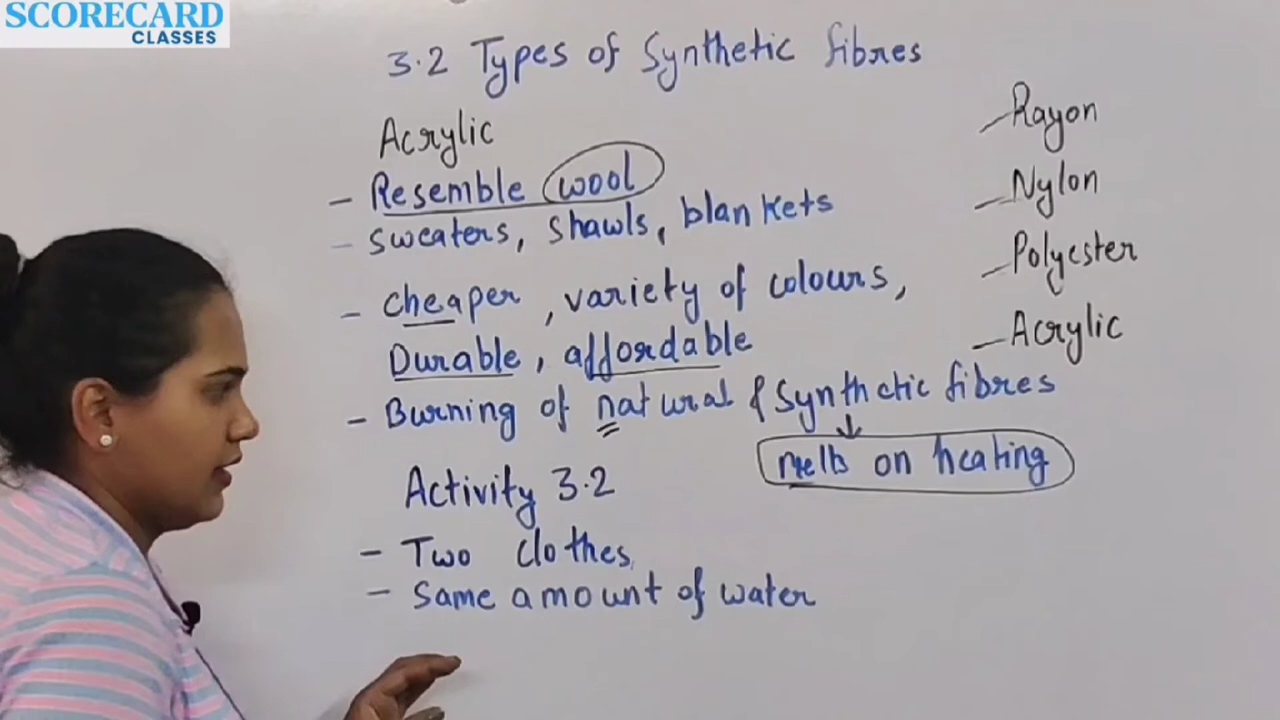 SCORECARD
CLASSES
3.2 Types of Synthetic fibres
Acrylic
- Resemble wool
- sweaters, shawls, blankets
- cheaper, variety of colours,
Durable, affordable
- Burning of natural & synthetic fibres
melts on heating
Activity 3.2
- Two clothes
- Same amount of water
- Rayon
- Nylon
- Polyester
- Acrylic